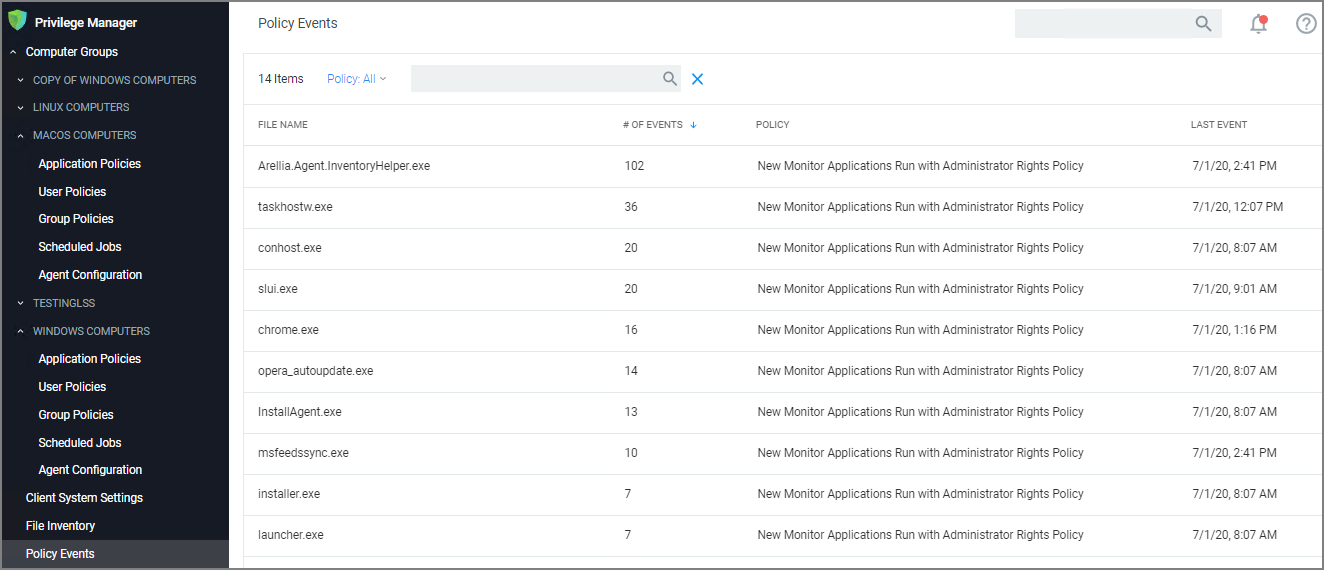 Privilege Manager
Computer Groups
COPY OF WINDOWS COMPUTERS
LINUX COMPUTERS
MACOS COMPUTERS
Application Policies
User Policies
Group Policies
Scheduled Jobs
Agent Configuration
TESTINGLSS
WINDOWS COMPUTERS
Application Policies
User Policies
Group Policies
Scheduled Jobs
Agent Configuration
Client System Settings
File Inventory
Policy Events
Policy Events
14 Items Policy: All
FILE NAME # OF EVENTS POLICY LAST EVENT
Arellia.Agent.InventoryHelper.exe 102 New Monitor Applications Run with Administrator Rights Policy 7/1/20, 2:41 PM
taskhostw.exe 36 New Monitor Applications Run with Administrator Rights Policy 7/1/20, 12:07 PM
conhost.exe 20 New Monitor Applications Run with Administrator Rights Policy 7/1/20, 8:07 AM
slui.exe 20 New Monitor Applications Run with Administrator Rights Policy 7/1/20, 9:01 AM
chrome.exe 16 New Monitor Applications Run with Administrator Rights Policy 7/1/20, 1:16 PM
opera_autoupdate.exe 14 New Monitor Applications Run with Administrator Rights Policy 7/1/20, 8:07 AM
InstallAgent.exe 13 New Monitor Applications Run with Administrator Rights Policy 7/1/20, 8:07 AM
msfeedssync.exe 10 New Monitor Applications Run with Administrator Rights Policy 7/1/20, 2:41 PM
installer.exe 7 New Monitor Applications Run with Administrator Rights Policy 7/1/20, 8:07 AM
launcher.exe 7 New Monitor Applications Run with Administrator Rights Policy 7/1/20, 8:07 AM